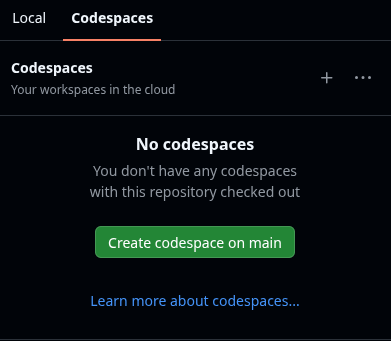 Local Codespaces
Codespaces
Your workspaces in the cloud
No codespaces
You don't have any codespaces
with this repository checked out
Create codespace on main
Learn more about codespaces...